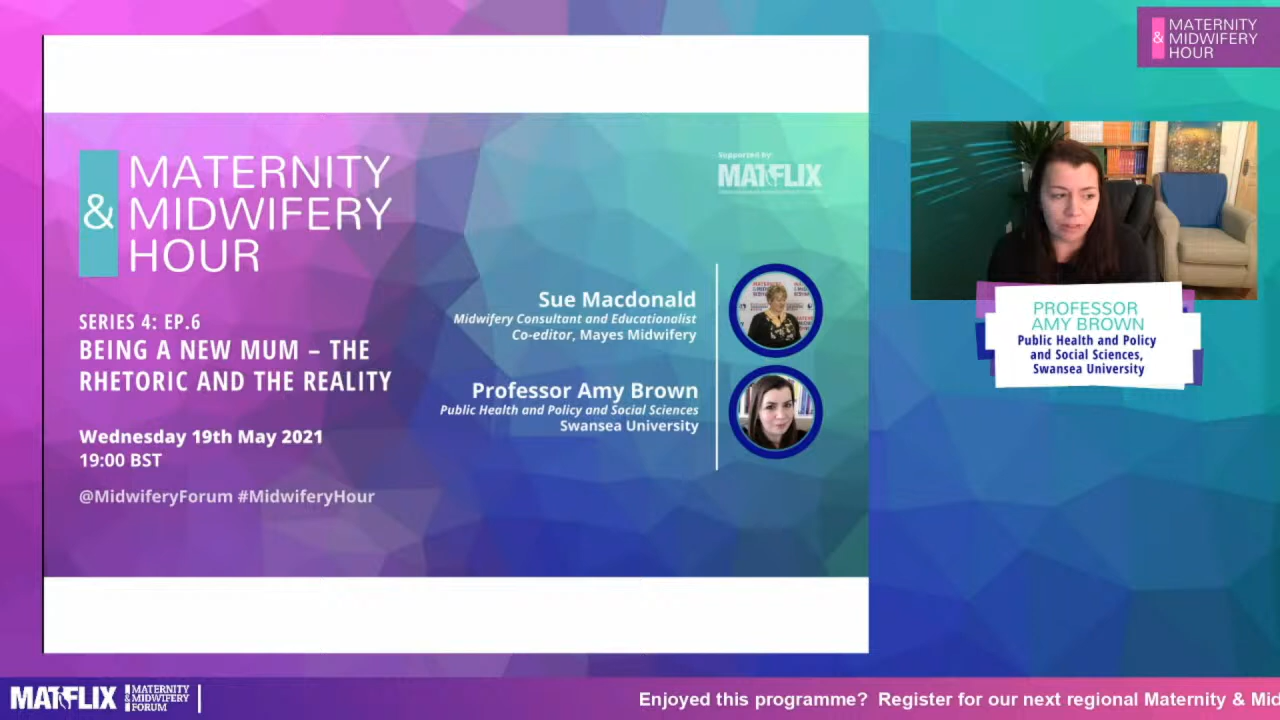 MATERNITY
& MIDWIFERY
HOUR
Supported by:
MATFLIX
MATERNITY
& MIDWIFERY
HOUR
SERIES 4: EP.6
BEING A NEW MUM – THE
RHETORIC AND THE REALITY
Wednesday 19th May 2021
19:00 BST
@MidwiferyForum #MidwiferyHour
Sue Macdonald
Midwifery Consultant and Educationalist
Co-editor, Mayes Midwifery
Professor Amy Brown
Public Health and Policy and Social Sciences
Swansea University
PROFESSOR
AMY BROWN
Public Health and Policy
and Social Sciences,
Swansea University
MATFLIX
MATERNITY
& MIDWIFERY
FORUM
Enjoyed this programme? Register for our next regional Maternity & Mid